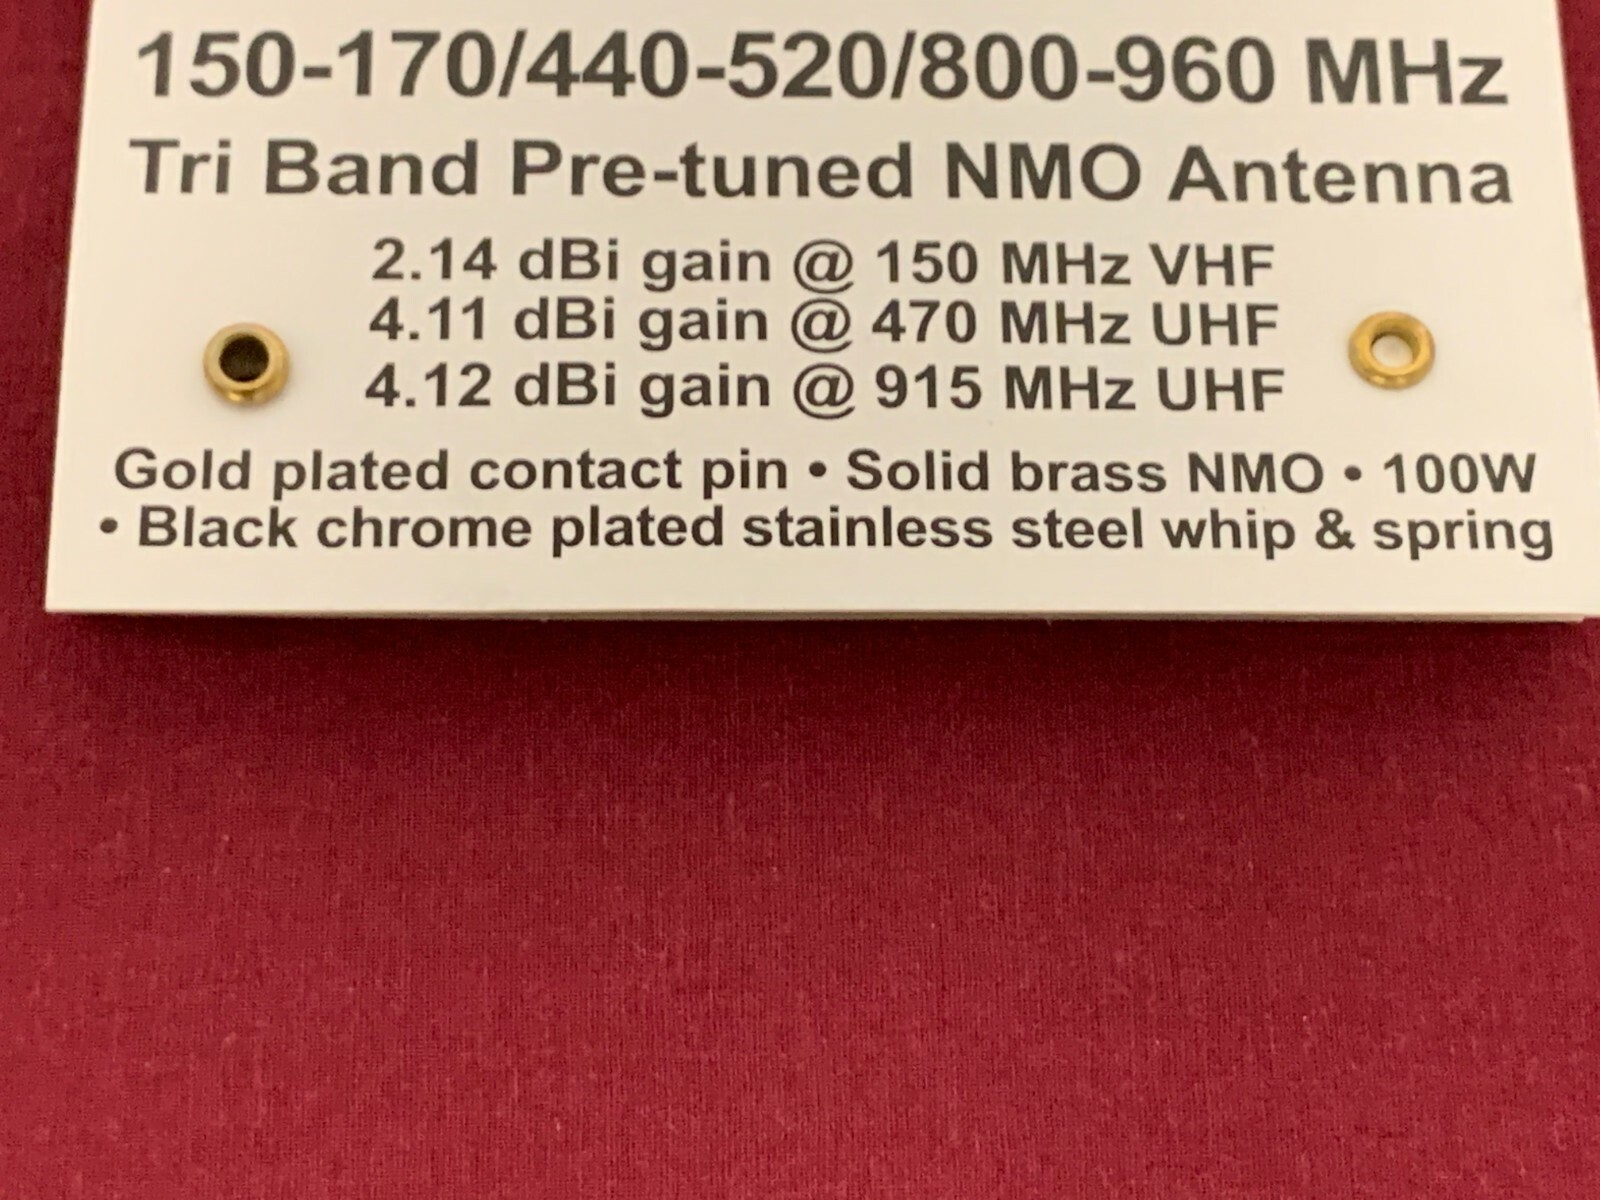 150-170/440-520/800-960 MHz
Tri Band Pre-tuned NMO Antenna
2.14 dBi gain @ 150 MHz VHF
4.11 dBi gain @ 470 MHz UHF
4.12 dBi gain @ 915 MHz UHF
Gold plated contact pin • Solid brass NMO • 100W
• Black chrome plated stainless steel whip & spring